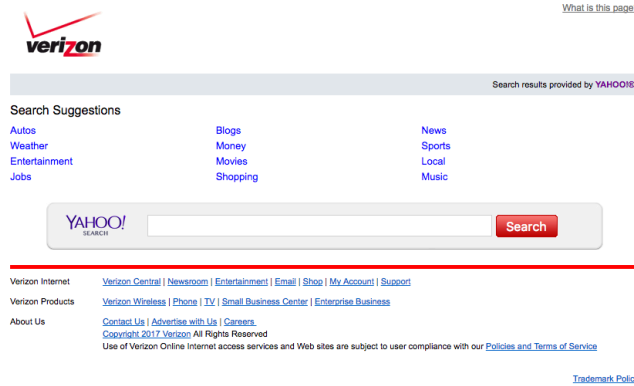 What is this page
verizon
Search results provided by YAHOO!®
Search Suggestions
Autos Blogs News
Weather Money Sports
Entertainment Movies Local
Jobs Shopping Music
YAHOO! SEARCH Search
Verizon Internet Verizon Central | Newsroom | Entertainment | Email | Shop | My Account | Support
Verizon Products Verizon Wireless | Phone | TV | Small Business Center | Enterprise Business
About Us Contact Us | Advertise with Us | Careers
Copyright 2017 Verizon All Rights Reserved
Use of Verizon Online Internet access services and Web sites are subject to user compliance with our Policies and Terms of Service
Trademark Polic